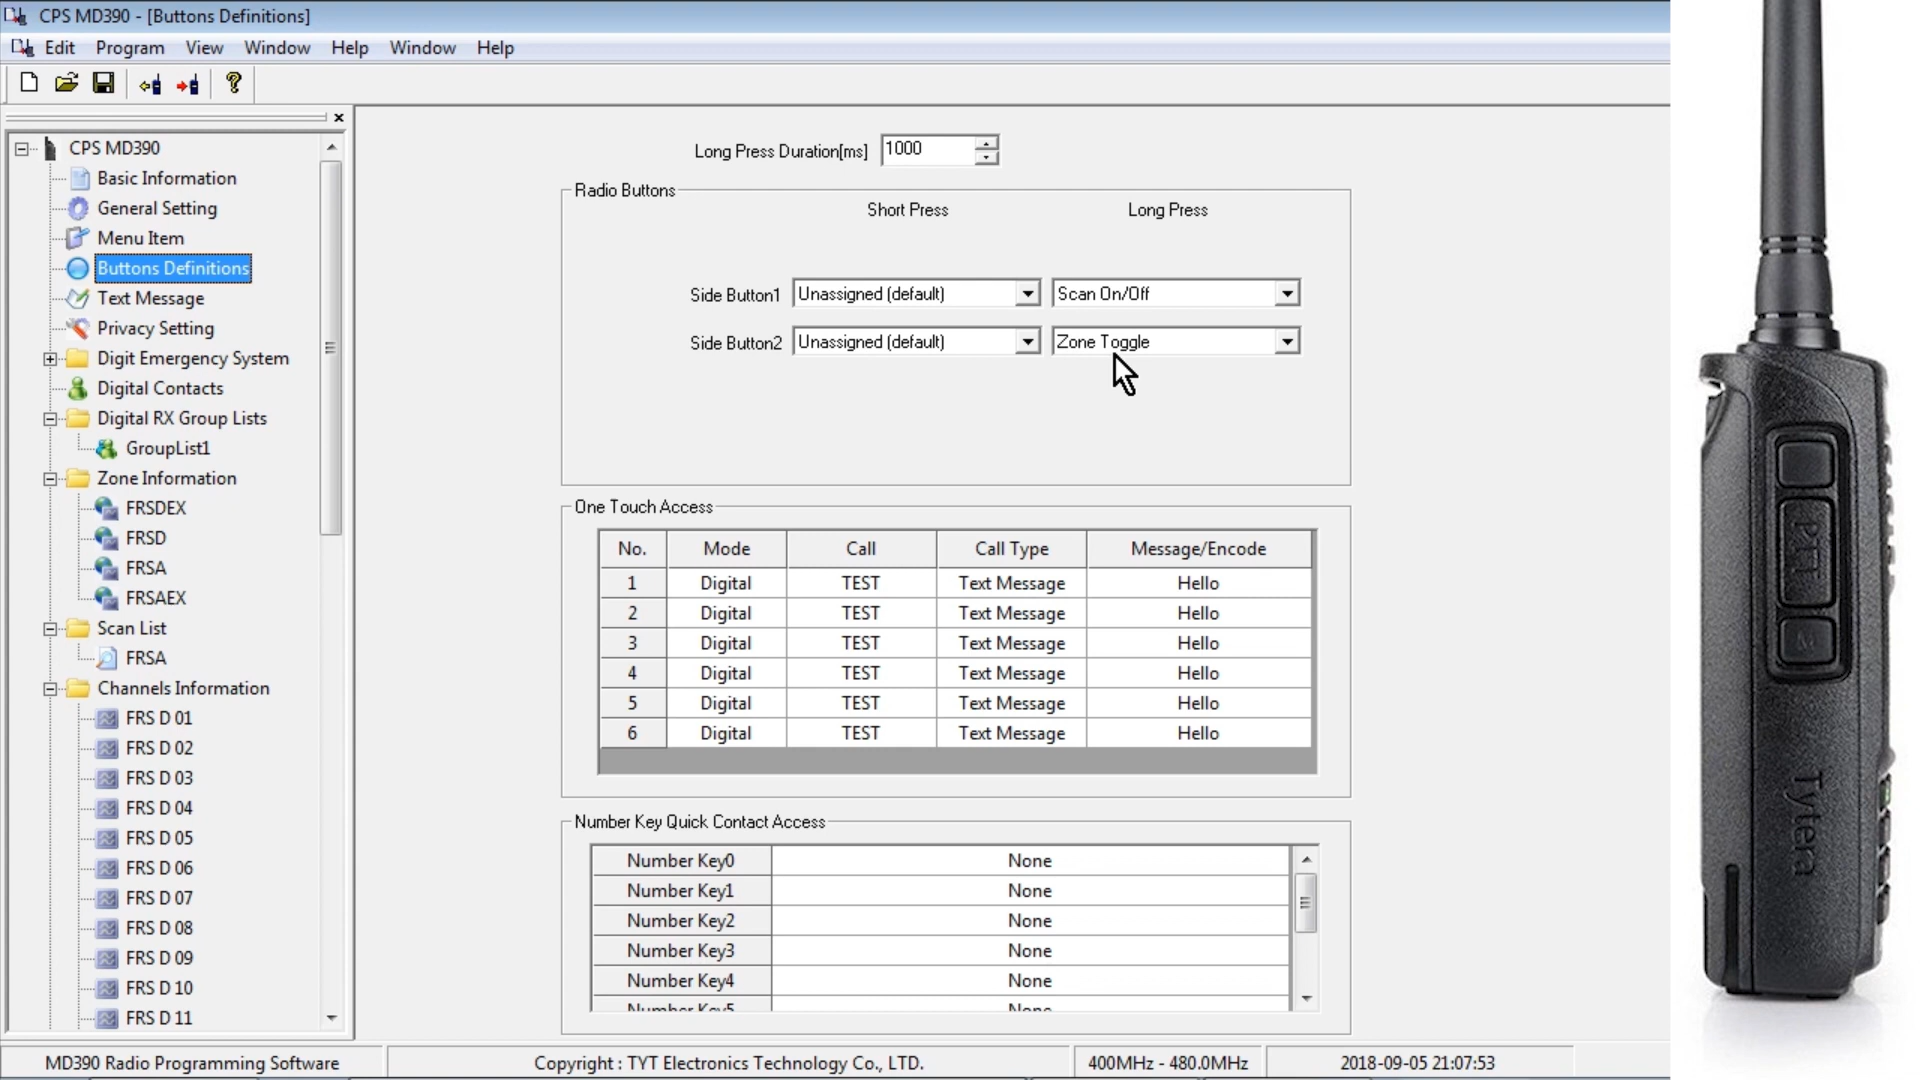 CPS MD390 - [Buttons Definitions]
Edit Program View Window Help Window Help
CPS MD390
Basic Information
General Setting
Menu Item
Buttons Definitions
Text Message
Privacy Setting
Digit Emergency System
Digital Contacts
Digital RX Group Lists
GroupList1
Zone Information
FRSDEX
FRSD
FRSA
FRSAEX
Scan List
FRSA
Channels Information
FRS D 01
FRS D 02
FRS D 03
FRS D 04
FRS D 05
FRS D 06
FRS D 07
FRS D 08
FRS D 09
FRS D 10
FRS D 11
Long Press Duration[ms] 1000
Radio Buttons
Short Press Long Press
Side Button1 Unassigned (default) Scan On/Off
Side Button2 Unassigned (default) Zone Toggle
One Touch Access
No. Mode Call Call Type Message/Encode
1 Digital TEST Text Message Hello
2 Digital TEST Text Message Hello
3 Digital TEST Text Message Hello
4 Digital TEST Text Message Hello
5 Digital TEST Text Message Hello
6 Digital TEST Text Message Hello
Number Key Quick Contact Access
Number Key0 None
Number Key1 None
Number Key2 None
Number Key3 None
Number Key4 None
Number Key5 None
MD390 Radio Programming Software Copyright : TYT Electronics Technology Co., LTD. 400MHz - 480.0MHz 2018-09-05 21:07:53
PTT
Tytera